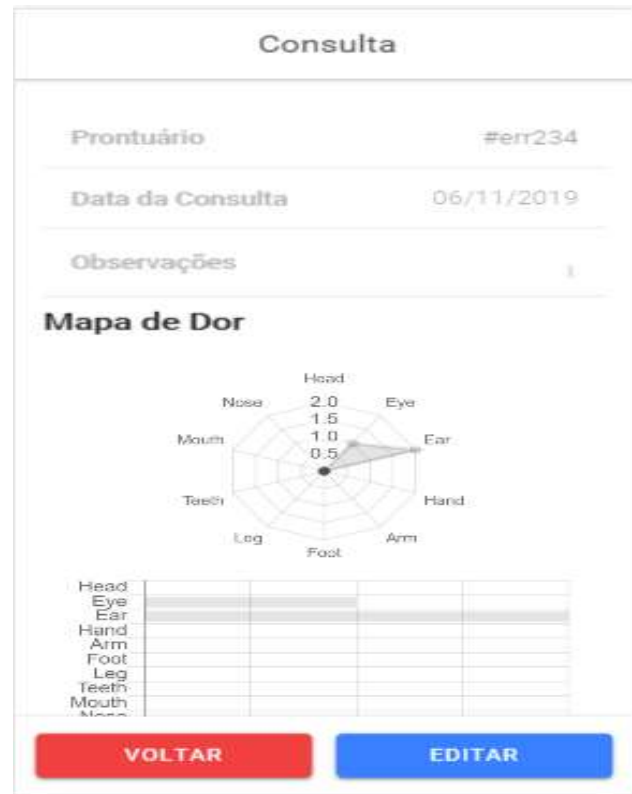 Consulta
Prontuário #err234
Data da Consulta 06/11/2019
Observações
Mapa de Dor
Head
Nose 2.0 Eye
1.5
Mouth 1.0 Ear
0.5
Teeth Hand
Leg Arm
Foot
Head
Eye
Ear
Hand
Arm
Foot
Leg
Teeth
Mouth
VOLTAR EDITAR